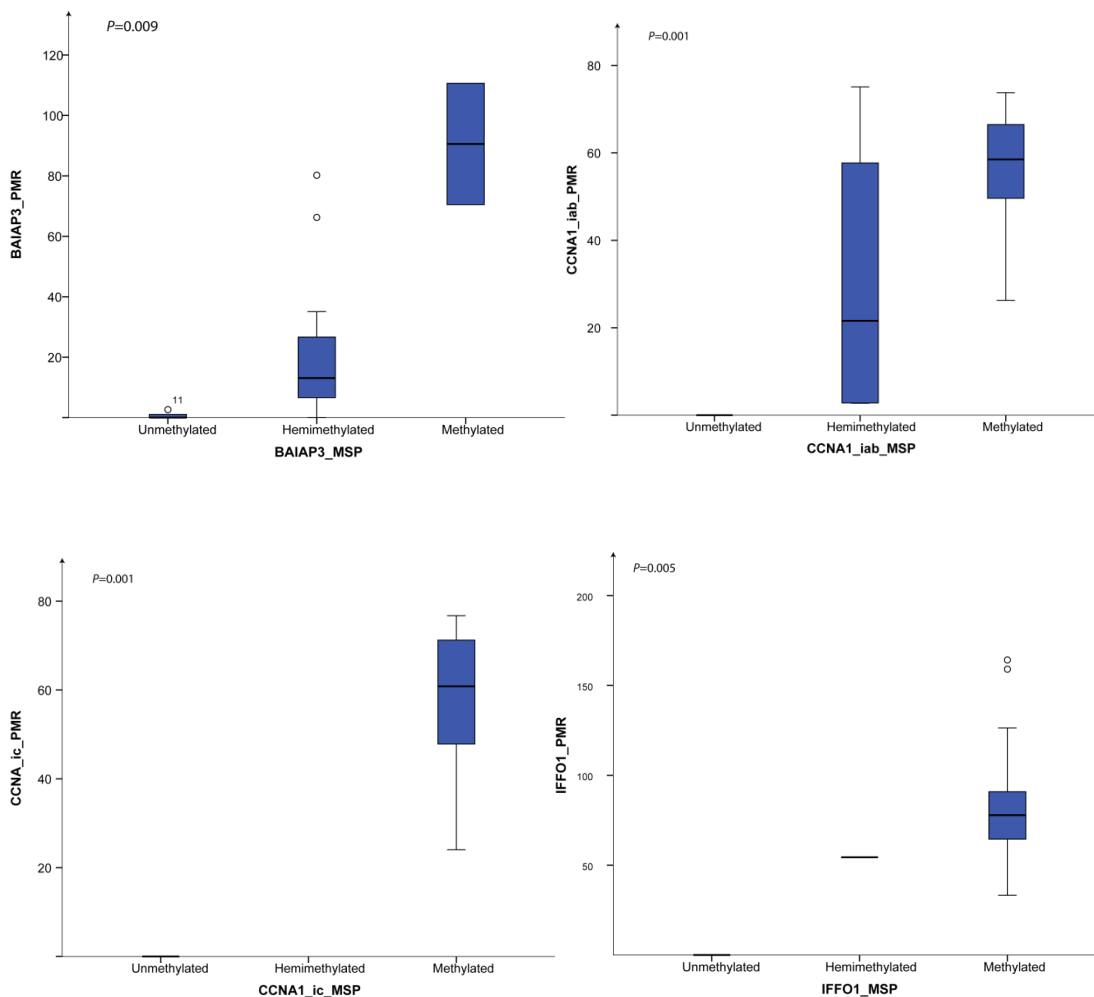 P=0.009
120
100
80
60
40
20
BAIAP3_PMR
11
Unmethylated Hemimethylated Methylated
BAIAP3_MSP
P=0.001
80
60
40
20
CCNA1_iab_PMR
Unmethylated Hemimethylated Methylated
CCNA1_iab_MSP
P=0.001
80
60
40
20
CCNA_ic_PMR
Unmethylated Hemimethylated Methylated
CCNA1_ic_MSP
P=0.005
200
150
100
50
IFFO1_PMR
Unmethylated Hemimethylated Methylated
IFFO1_MSP